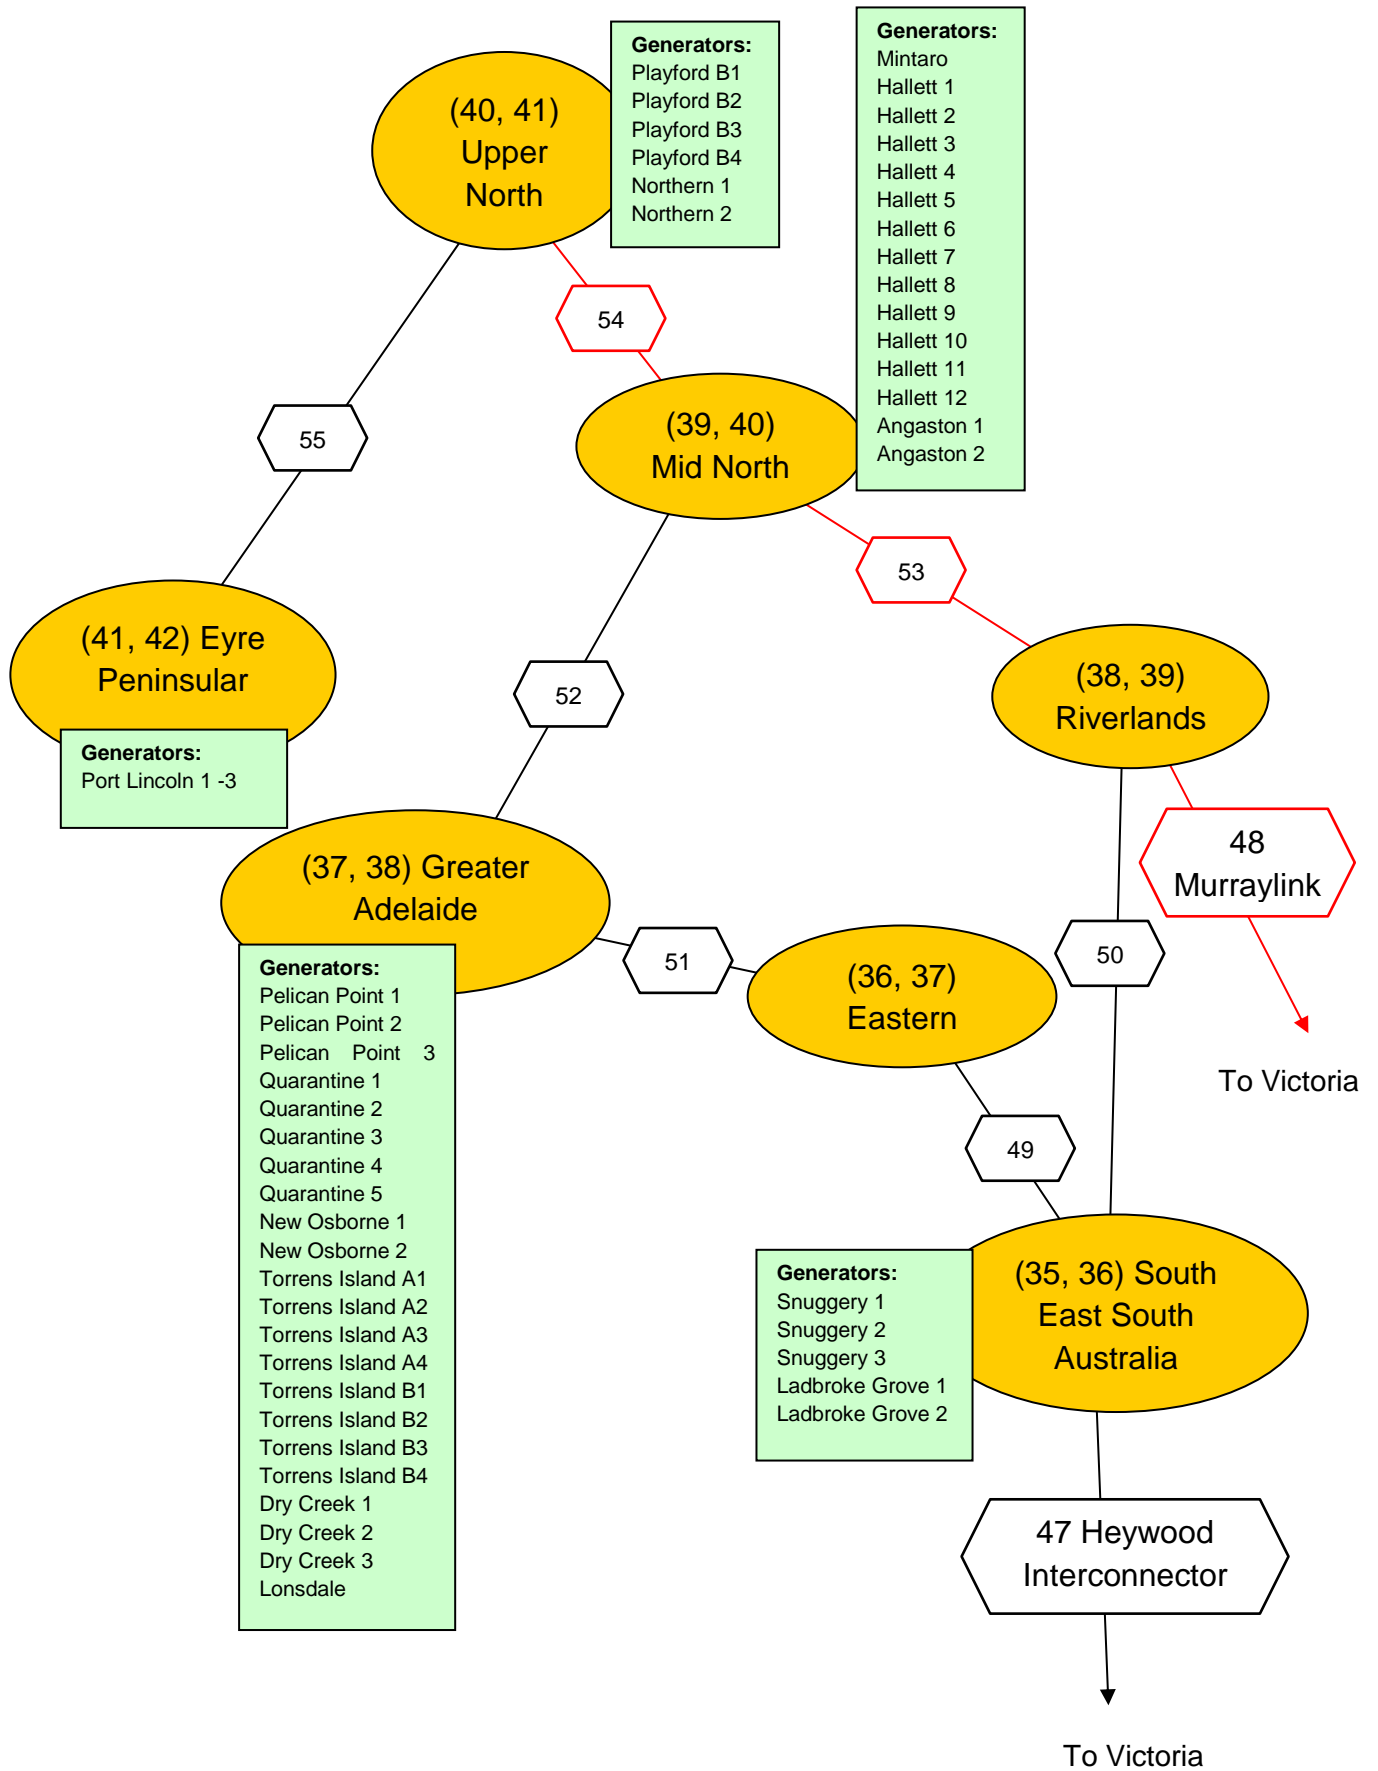 (40, 41)
Upper
North
Generators:
Playford B1
Playford B2
Playford B3
Playford B4
Northern 1
Northern 2
Generators:
Mintaro
Hallett 1
Hallett 2
Hallett 3
Hallett 4
Hallett 5
Hallett 6
Hallett 7
Hallett 8
Hallett 9
Hallett 10
Hallett 11
Hallett 12
Angaston 1
Angaston 2
54
55
(39, 40)
Mid North
53
(41, 42) Eyre
Peninsular
Generators:
Port Lincoln 1 -3
52
(38, 39)
Riverlands
48
Murraylink
To Victoria
(37, 38) Greater
Adelaide
Generators:
Pelican Point 1
Pelican Point 2
Pelican Point 3
Quarantine 1
Quarantine 2
Quarantine 3
Quarantine 4
Quarantine 5
New Osborne 1
New Osborne 2
Torrens Island A1
Torrens Island A2
Torrens Island A3
Torrens Island A4
Torrens Island B1
Torrens Island B2
Torrens Island B3
Torrens Island B4
Dry Creek 1
Dry Creek 2
Dry Creek 3
Lonsdale
51
(36, 37)
Eastern
50
49
Generators:
Snuggery 1
Snuggery 2
Snuggery 3
Ladbroke Grove 1
Ladbroke Grove 2
(35, 36) South
East South
Australia
47 Heywood
Interconnector
To Victoria